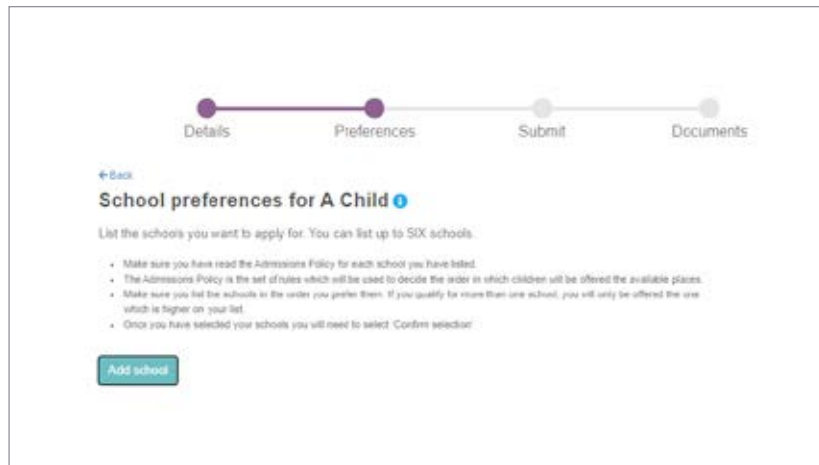 Details Preferences Submit Documents
←Back
School preferences for A Child
List the schools you want to apply for. You can list up to SIX schools.
• Make sure you have read the Admissions Policy for each school you have listed.
• The Admissions Policy is the set of rules which will be used to decide the order in which children will be offered the available places.
• Make sure you list the schools in the order you prefer them. If you qualify for more than one school, you will only be offered the one
which is higher on your list.
• Once you have selected your schools you will need to select 'Confirm selection'
Add school